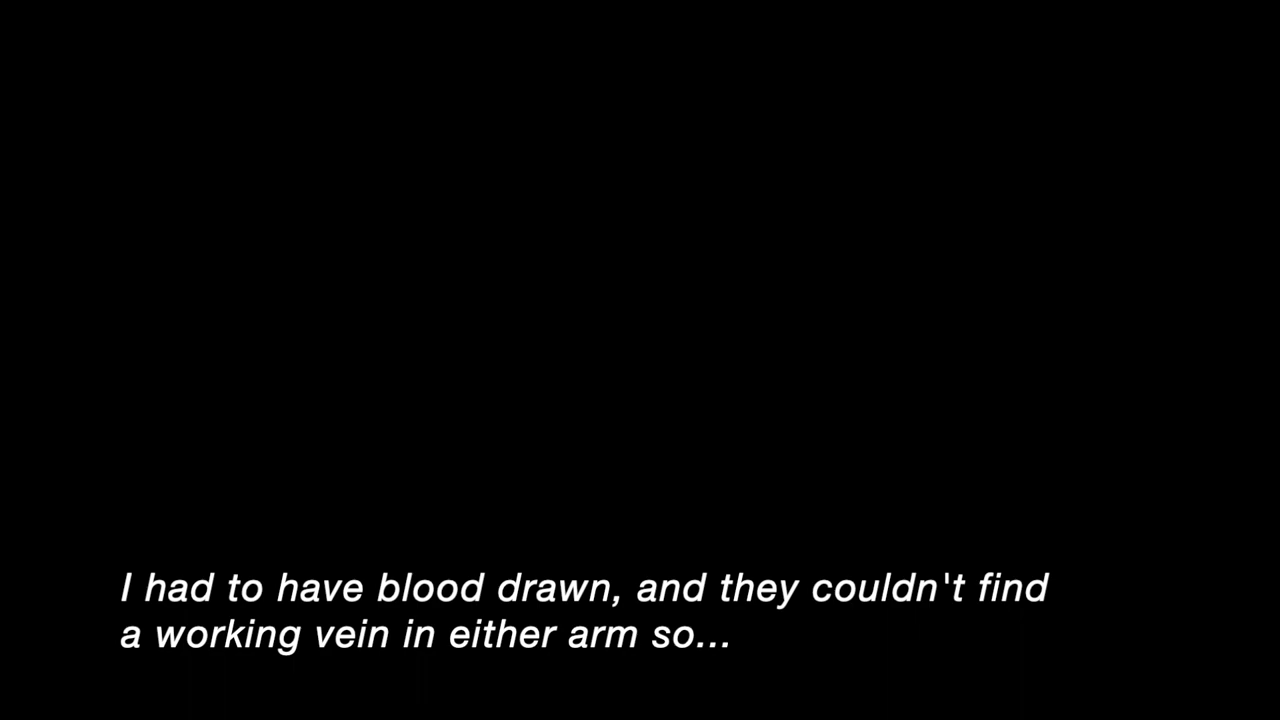 I had to have blood drawn, and they couldn't find
a working vein in either arm so...